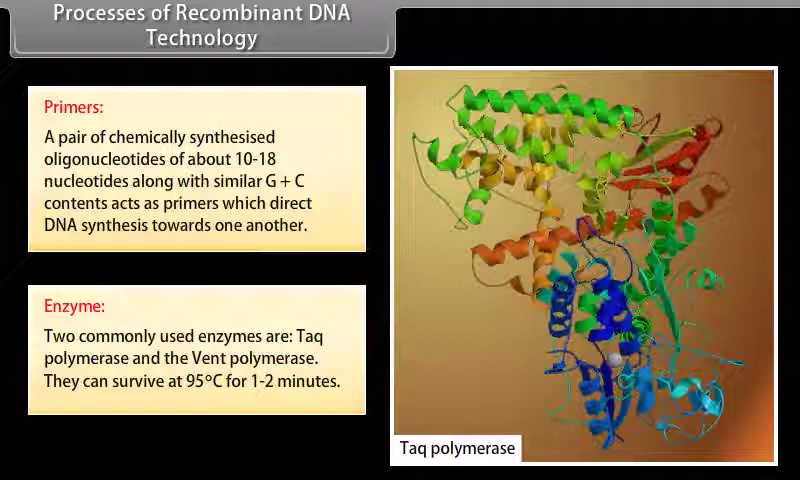 Processes of Recombinant DNA
Technology
Primers:
A pair of chemically synthesised
oligonucleotides of about 10-18
nucleotides along with similar G + C
contents acts as primers which direct
DNA synthesis towards one another.
Enzyme:
Two commonly used enzymes are: Taq
polymerase and the Vent polymerase.
They can survive at 95ºC for 1-2 minutes.
Taq polymerase